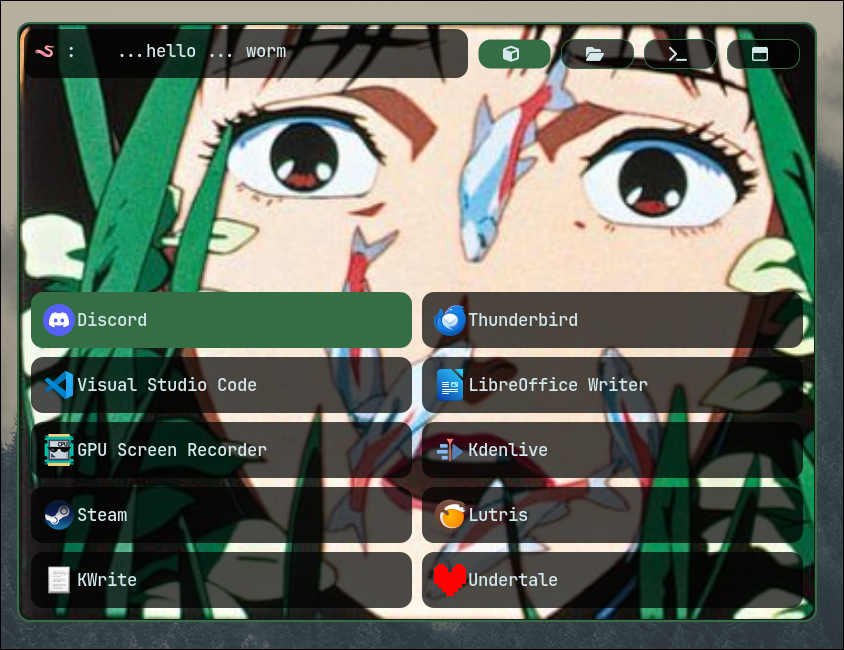 : ...hello ... worm
Discord
Thunderbird
Visual Studio Code
LibreOffice Writer
GPU Screen Recorder
Kdenlive
Steam
Lutris
KWrite
Undertale